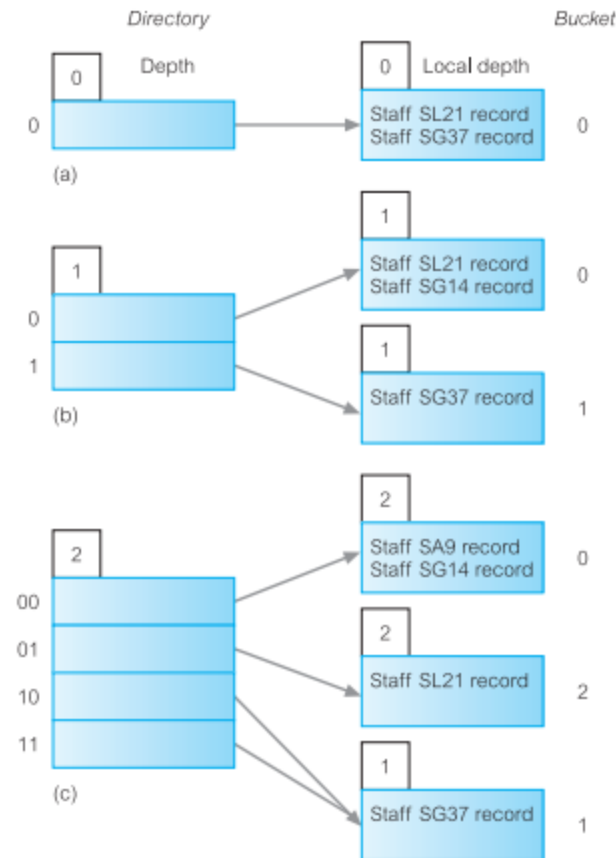 Directory
Bucket
0
Depth
0
Local depth
0
Staff SL21 record
Staff SG37 record
0
(a)
1
1
Staff SL21 record
Staff SG14 record
0
0
1
1
Staff SG37 record
1
(b)
2
2
Staff SA9 record
Staff SG14 record
0
00
01
10
11
2
Staff SL21 record
2
(c)
1
Staff SG37 record
1